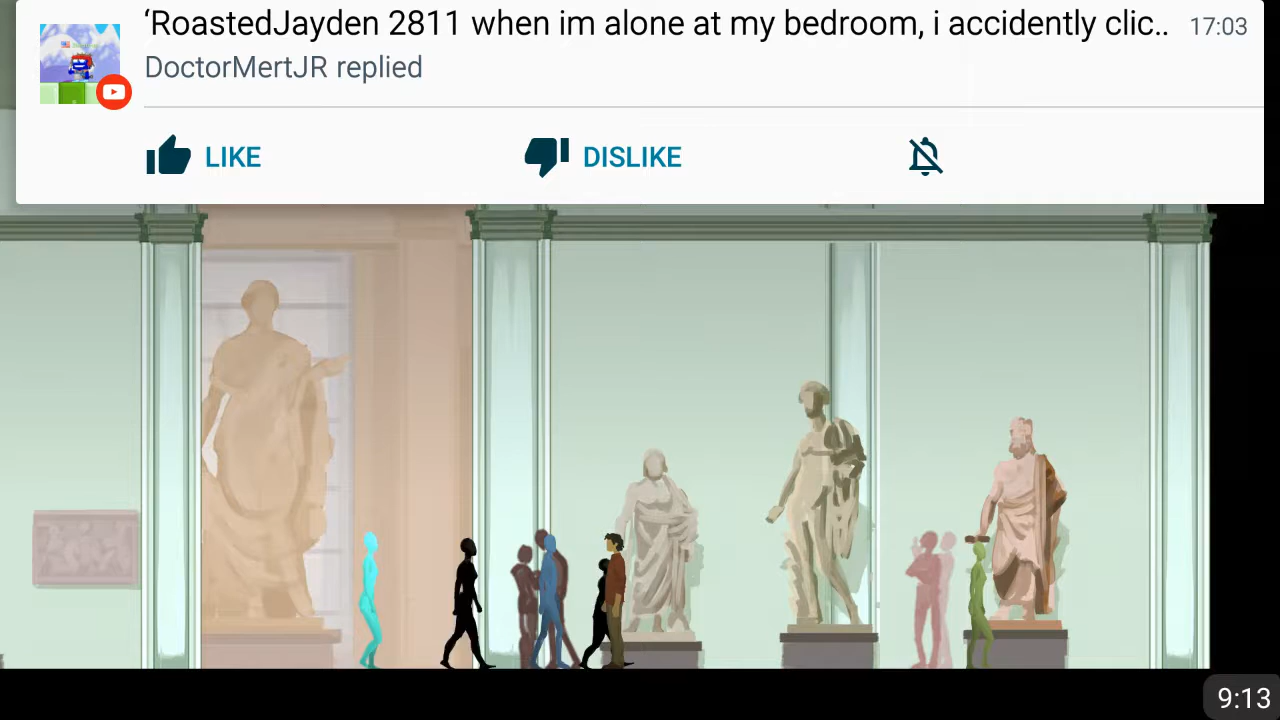 ‘RoastedJayden 2811 when im alone at my bedroom, i accidently clic..
17:03
DoctorMertJR replied
LIKE
DISLIKE
9:13